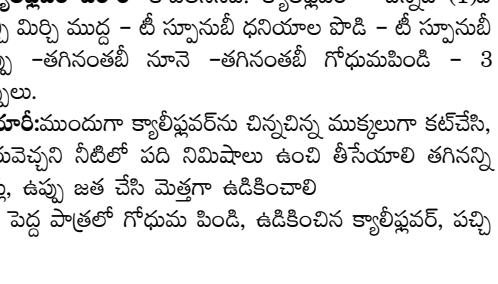 చి మిర్చి ముద్ద – టీ స్పూనుబీ ధనియాల పొడి – టీ స్పూనుబీ
–తగినంతబీ నూనె –తగినంతబీ గోధుమపిండి – 3
ముందుగా క్యాలీఫ్లవర్‌ను చిన్నచిన్న ముక్కలుగా కట్‌చేసి,
నీటిలో పది నిమిషాలు ఉంచి తీసేయాలి తగినన్ని
ఉప్పు జత చేసి మెత్తగా ఉడికించాలి
పెద్ద పాత్రలో గోధుమ పిండి, ఉడికించిన క్యాలీఫ్లవర్, పచ్చి